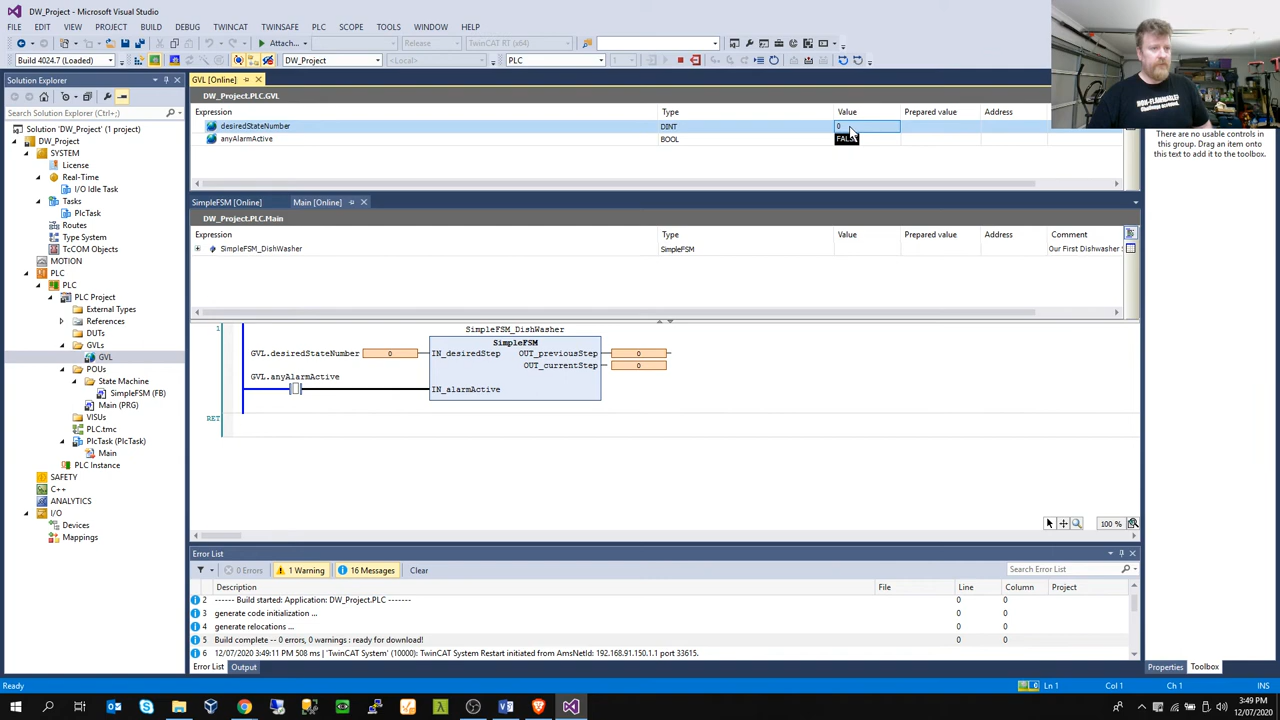 DW_Project - Microsoft Visual Studio
FILE EDIT VIEW PROJECT BUILD DEBUG TEAM TWINCAT TWINSAFE PLC SCOPE TOOLS WINDOW HELP
Attach... Release TwinCAT RT (x64)
Build 4024.7 (Loaded) DW_Project <Local> PLC
Solution Explorer
Search Solution Explorer (Ctrl+;)
Solution 'DW_Project' (1 project)
DW_Project
SYSTEM
License
Real-Time
I/O Idle Task
Tasks
PlcTask
Routes
Type System
TcCOM Objects
MOTION
PLC
PLC
PLC Project
External Types
References
DUTs
GVLs
GVL
POUs
State Machine
SimpleFSM (FB)
Main (PRG)
VISUs
PLC.tmc
PlcTask (PlcTask)
Main
PLC Instance
SAFETY
C++
ANALYTICS
I/O
Devices
Mappings
GVL [Online]
DW_Project.PLC.GVL
Expression Type Value Prepared value Address
desiredStateNumber DINT 0
anyAlarmActive BOOL
SimpleFSM [Online] Main [Online]
DW_Project.PLC.Main
Expression Type Value Prepared value Address Comment
SimpleFSM_DishWasher SimpleFSM Our First Dishwasher
1
SimpleFSM_DishWasher
SimpleFSM
GVL.desiredStateNumber 0 IN_desiredStep OUT_previousStep 0
OUT_currentStep 0
GVL.anyAlarmActive
IN_alarmActive
RET
100 %
Error List
0 Errors 1 Warning 16 Messages Clear Search Error List
Description File Line Column Project
2 ------ Build started: Application: DW_Project.PLC ------- 0 0
3 generate code initialization ... 0 0
4 generate relocations ... 0 0
5 Build complete -- 0 errors, 0 warnings : ready for download! 0 0
6 12/07/2020 3:49:11 PM 508 ms | 'TwinCAT System' (10000): TwinCAT System Restart initiated from AmsNetId: 192.168.91.150.1.1 port 33615. 0 0
Error List Output
There are no usable controls in
this group. Drag an item onto
this text to add it to the toolbox.
Properties Toolbox
Ready Ln 1 Col 1 Ch 1 INS
3:49 PM
12/07/2020
NON-FLAMMABLE